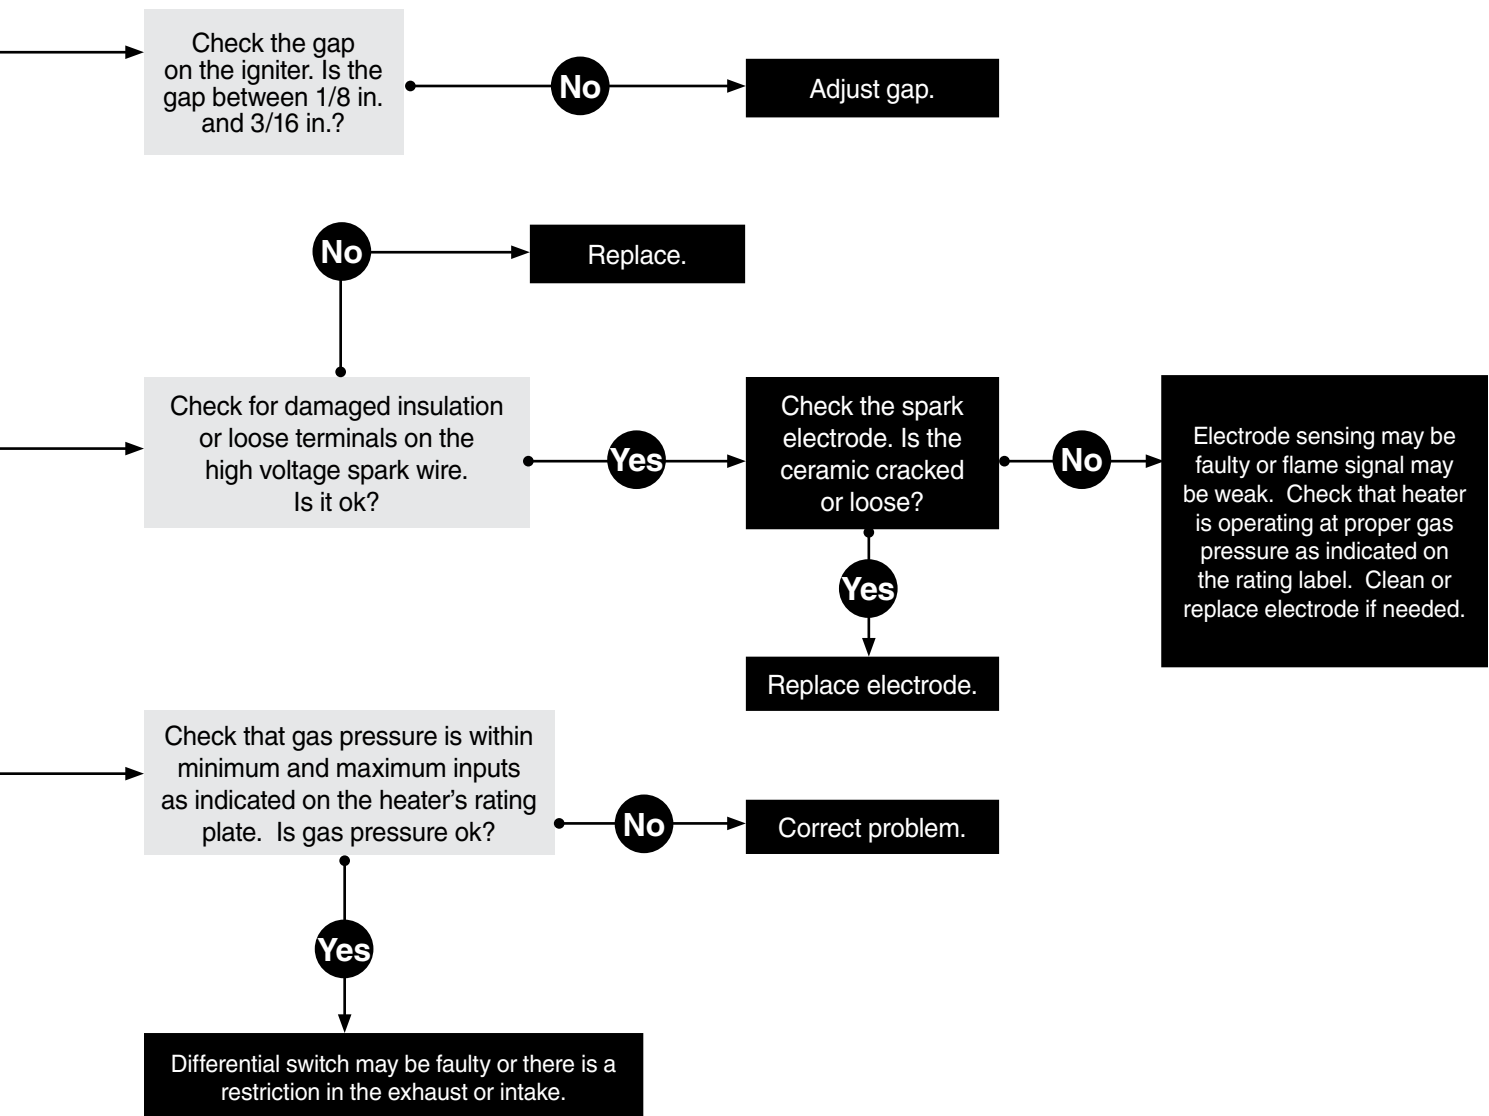 Check the gap
on the igniter. Is the
gap between 1/8 in.
and 3/16 in.?
No
Adjust gap.
No
Replace.
Check for damaged insulation
or loose terminals on the
high voltage spark wire.
Is it ok?
Yes
Check the spark
electrode. Is the
ceramic cracked
or loose?
No
Electrode sensing may be
faulty or flame signal may
be weak.  Check that heater
is operating at proper gas
pressure as indicated on
the rating label.  Clean or
replace electrode if needed.
Yes
Replace electrode.
Check that gas pressure is within
minimum and maximum inputs
as indicated on the heater’s rating
plate.  Is gas pressure ok?
No
Correct problem.
Yes
Differential switch may be faulty or there is a
restriction in the exhaust or intake.